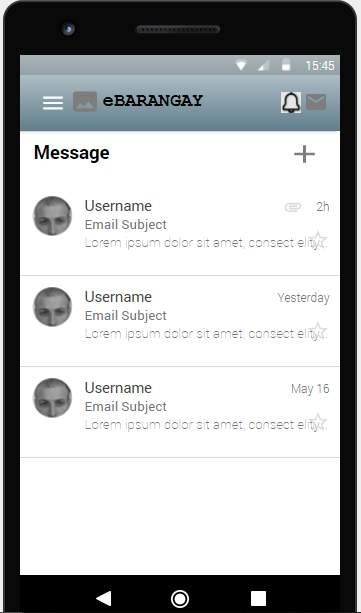 15:45
eBARANGAY
Message
Username 2h
Email Subject
Lorem ipsum dolor sit amet, consect elity...
Username Yesterday
Email Subject
Lorem ipsum dolor sit amet, consect elity...
Username May 16
Email Subject
Lorem ipsum dolor sit amet, consect elity...